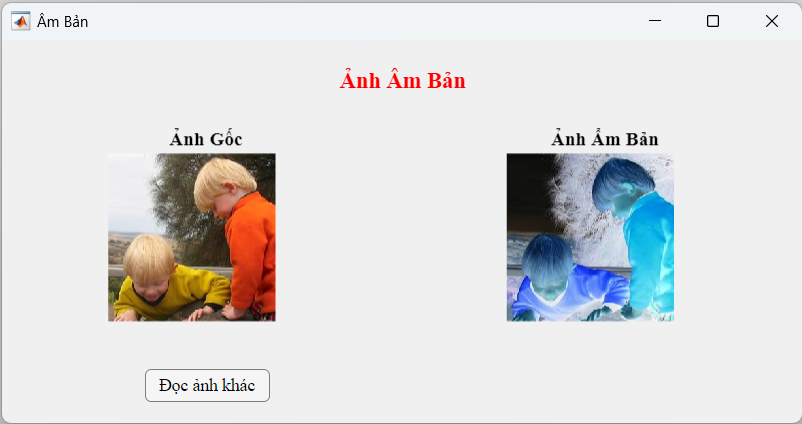 Âm Bản
Ảnh Âm Bản
Ảnh Gốc
Ảnh Ẩm Bản
Đọc ảnh khác